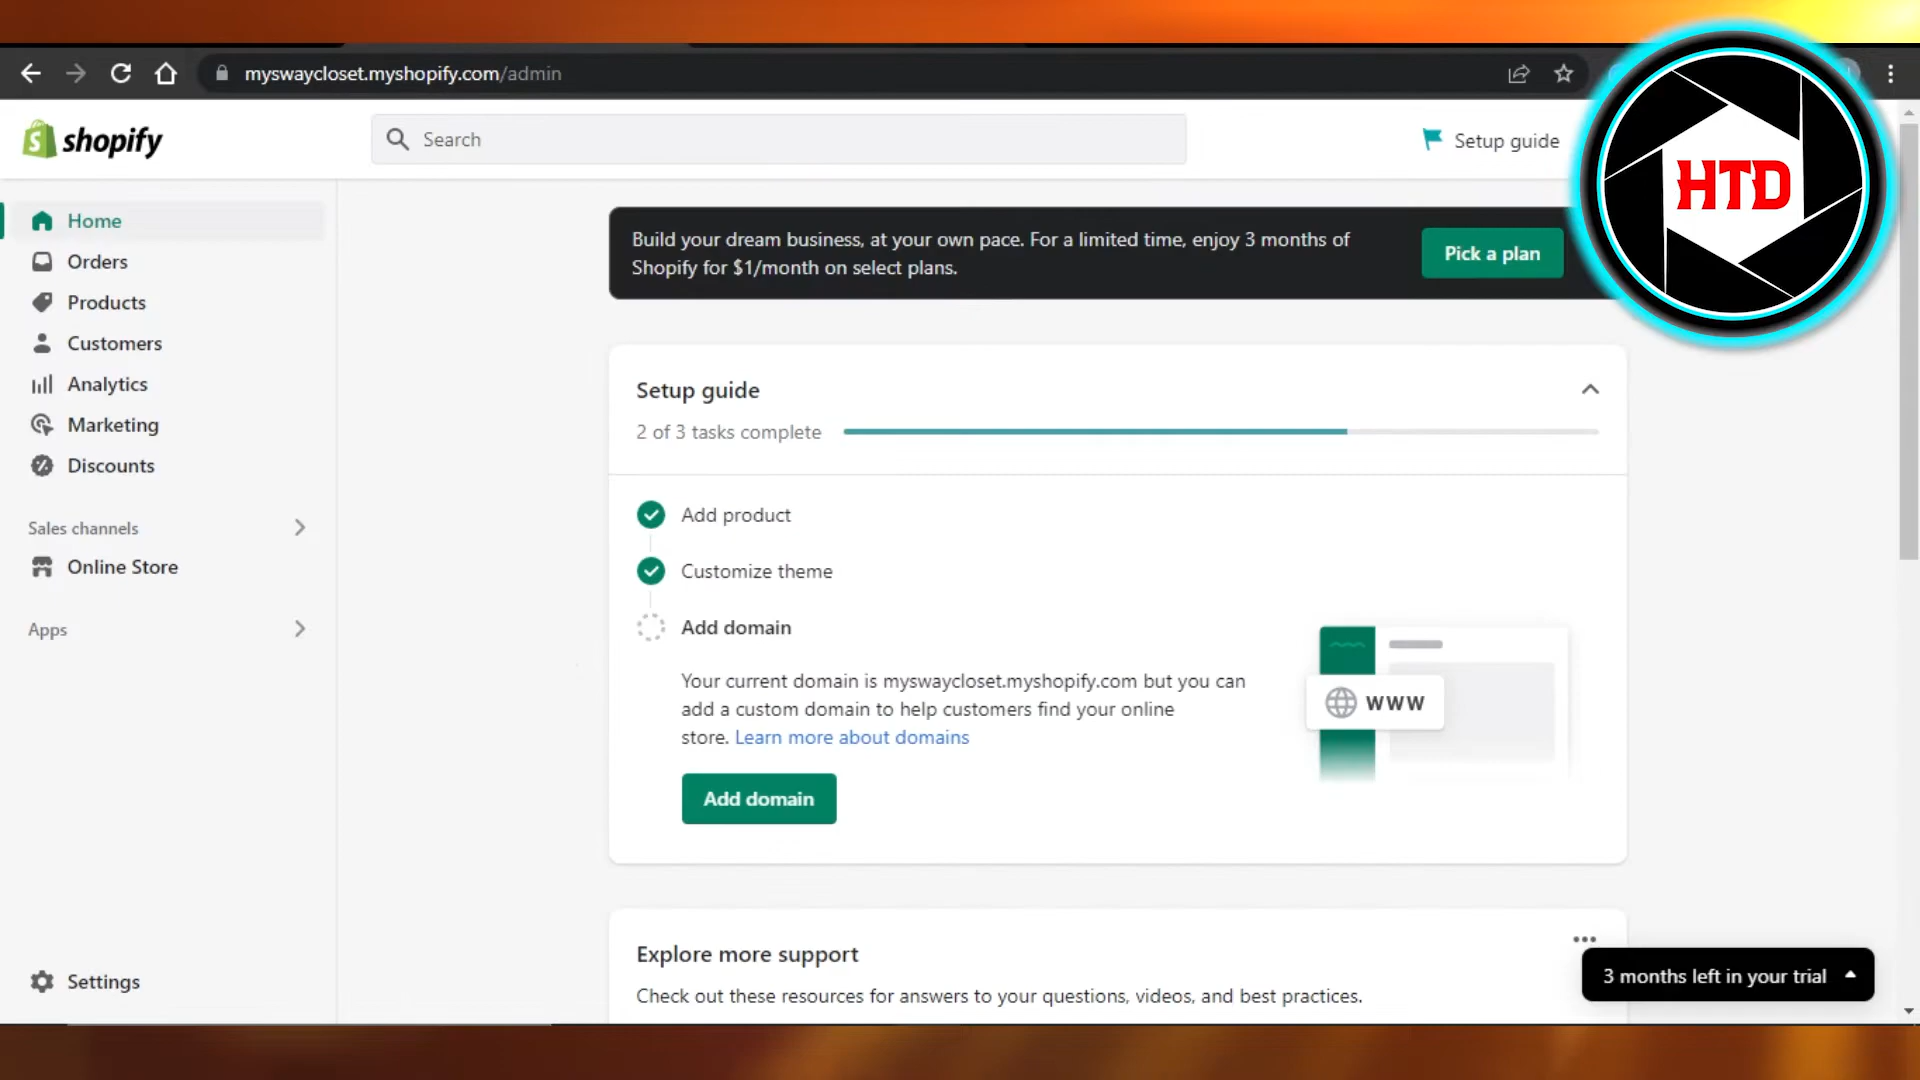 myswaycloset.myshopify.com/admin
shopify
Search
Setup guide
HTD
Home
Orders
Products
Customers
Analytics
Marketing
Discounts
Sales channels
Online Store
Apps
Settings
Build your dream business, at your own pace. For a limited time, enjoy 3 months of
Shopify for $1/month on select plans.
Pick a plan
Setup guide
2 of 3 tasks complete
Add product
Customize theme
Add domain
Your current domain is myswaycloset.myshopify.com but you can
add a custom domain to help customers find your online
store. Learn more about domains
www
Add domain
Explore more support
Check out these resources for answers to your questions, videos, and best practices.
3 months left in your trial